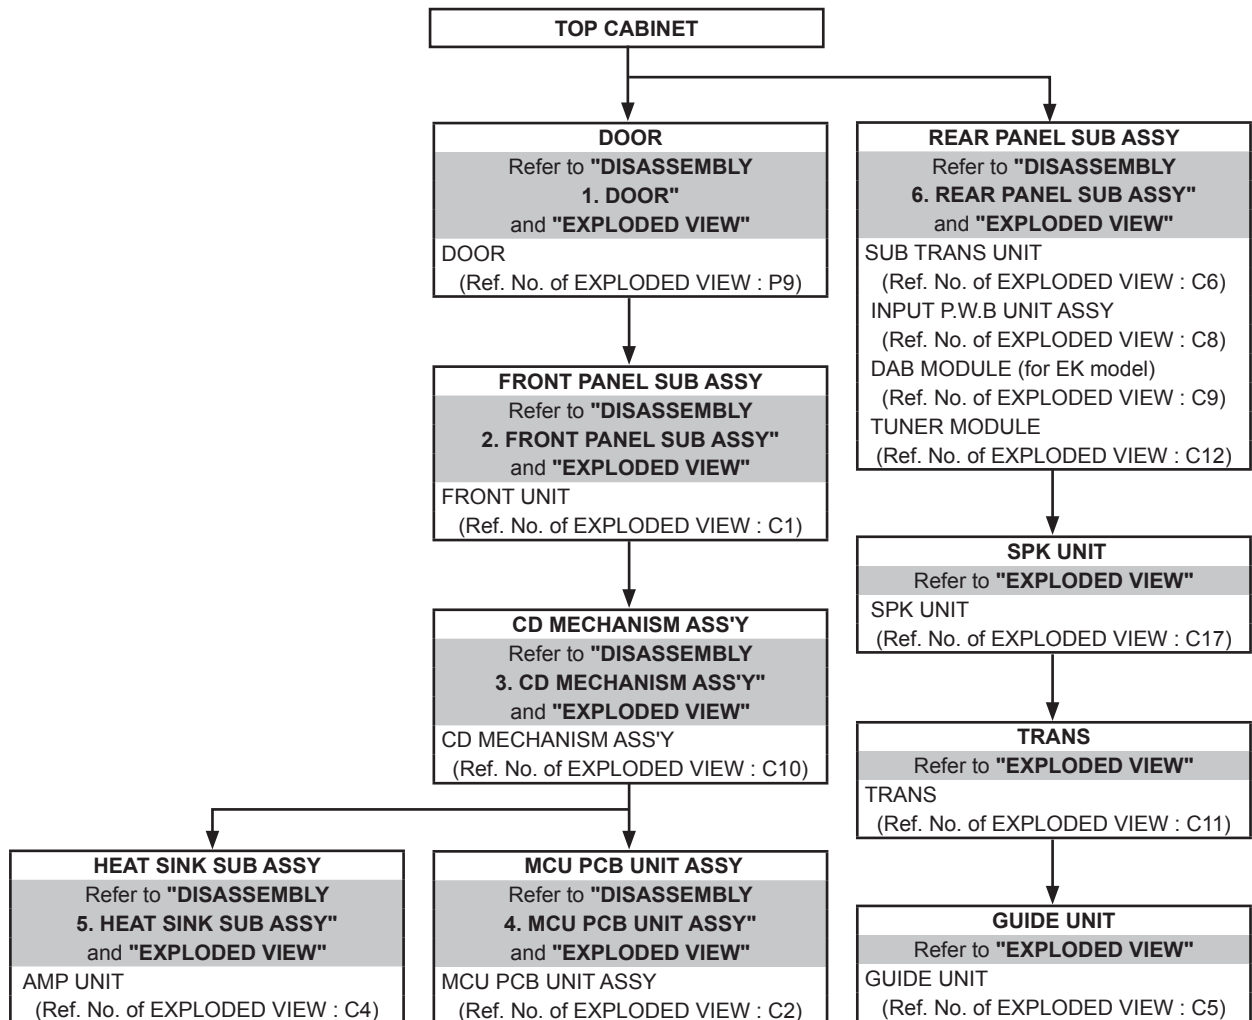 TOP CABINET
DOOR
Refer to "DISASSEMBLY
1. DOOR"
and "EXPLODED VIEW"
DOOR
(Ref. No. of EXPLODED VIEW : P9)
FRONT PANEL SUB ASSY
Refer to "DISASSEMBLY
2. FRONT PANEL SUB ASSY"
and "EXPLODED VIEW"
FRONT UNIT
(Ref. No. of EXPLODED VIEW : C1)
CD MECHANISM ASS'Y
Refer to "DISASSEMBLY
3. CD MECHANISM ASS'Y"
and "EXPLODED VIEW"
CD MECHANISM ASS'Y
(Ref. No. of EXPLODED VIEW : C10)
HEAT SINK SUB ASSY
Refer to "DISASSEMBLY
5. HEAT SINK SUB ASSY"
and "EXPLODED VIEW"
AMP UNIT
(Ref. No. of EXPLODED VIEW : C4)
MCU PCB UNIT ASSY
Refer to "DISASSEMBLY
4. MCU PCB UNIT ASSY"
and "EXPLODED VIEW"
MCU PCB UNIT ASSY
(Ref. No. of EXPLODED VIEW : C2)
REAR PANEL SUB ASSY
Refer to "DISASSEMBLY
6. REAR PANEL SUB ASSY"
and "EXPLODED VIEW"
SUB TRANS UNIT
(Ref. No. of EXPLODED VIEW : C6)
INPUT P.W.B UNIT ASSY
(Ref. No. of EXPLODED VIEW : C8)
DAB MODULE (for EK model)
(Ref. No. of EXPLODED VIEW : C9)
TUNER MODULE
(Ref. No. of EXPLODED VIEW : C12)
SPK UNIT
Refer to "EXPLODED VIEW"
SPK UNIT
(Ref. No. of EXPLODED VIEW : C17)
TRANS
Refer to "EXPLODED VIEW"
TRANS
(Ref. No. of EXPLODED VIEW : C11)
GUIDE UNIT
Refer to "EXPLODED VIEW"
GUIDE UNIT
(Ref. No. of EXPLODED VIEW : C5)